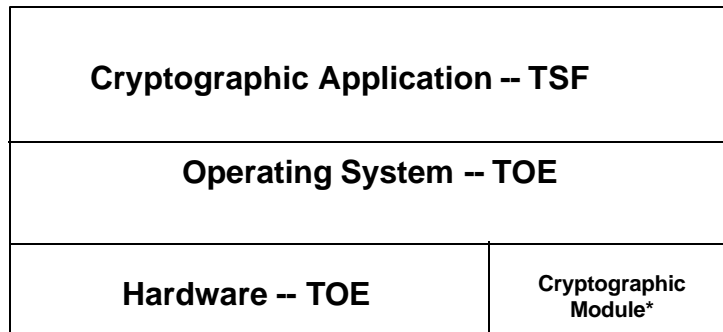 Cryptographic Application -- TSF
Operating System -- TOE
Hardware -- TOE
Cryptographic
Module*